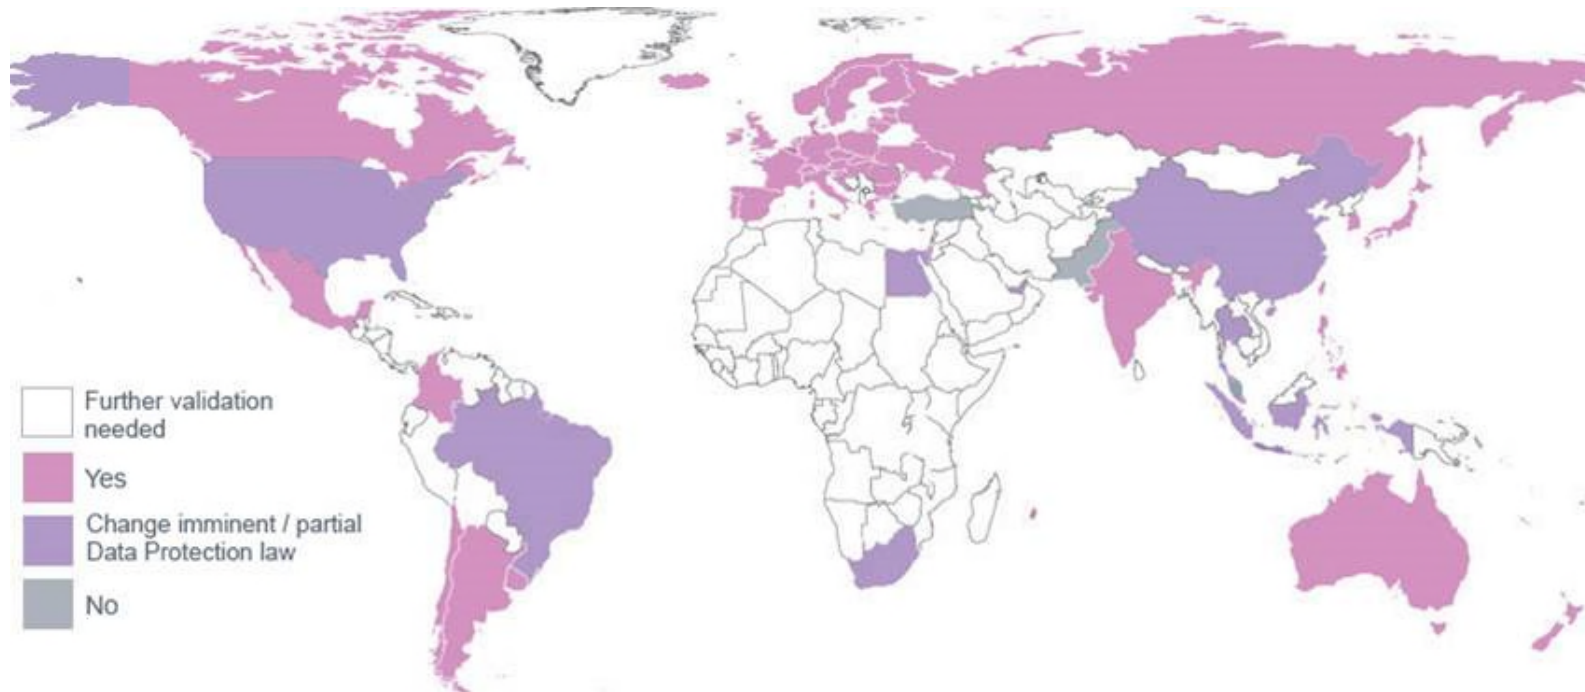 Further validation
needed
Yes
Change imminent / partial
Data Protection law
No